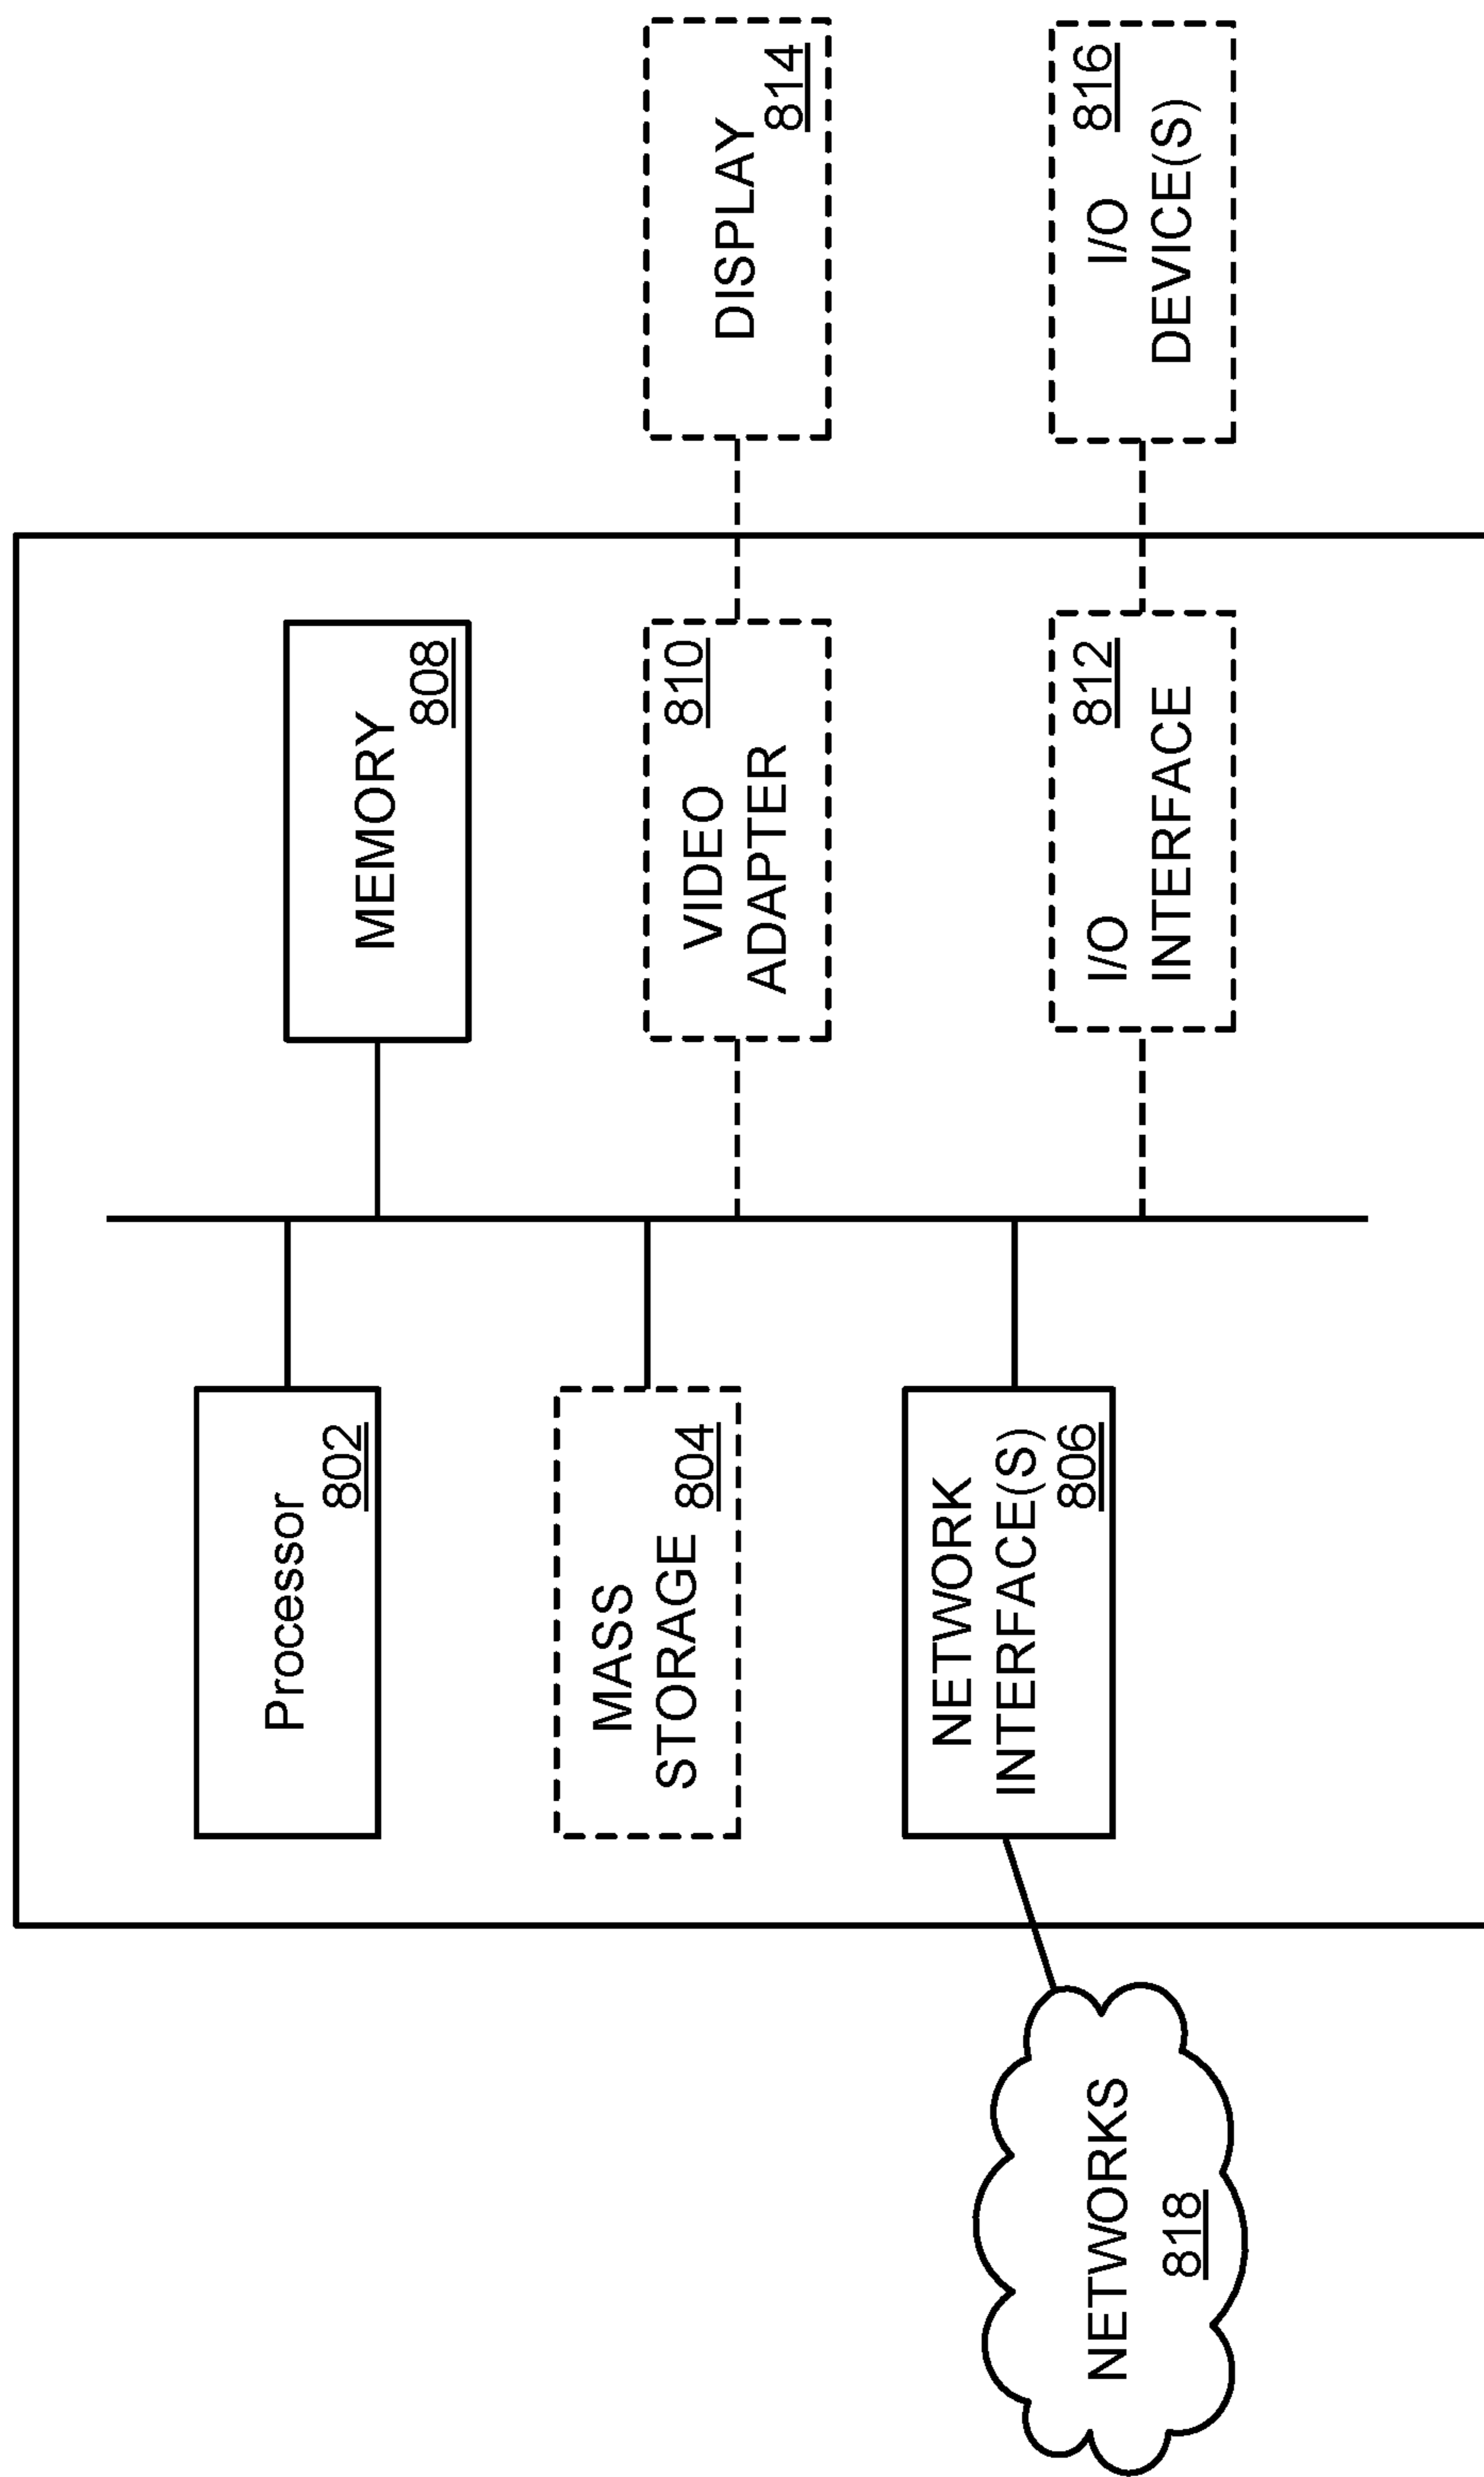 Processor
802
MEMORY
808
MASS
STORAGE
804
VIDEO
ADAPTER
810
DISPLAY
814
NETWORK
INTERFACE(S)
806
I/O
INTERFACE
812
I/O
DEVICE(S)
816
NETWORKS
818